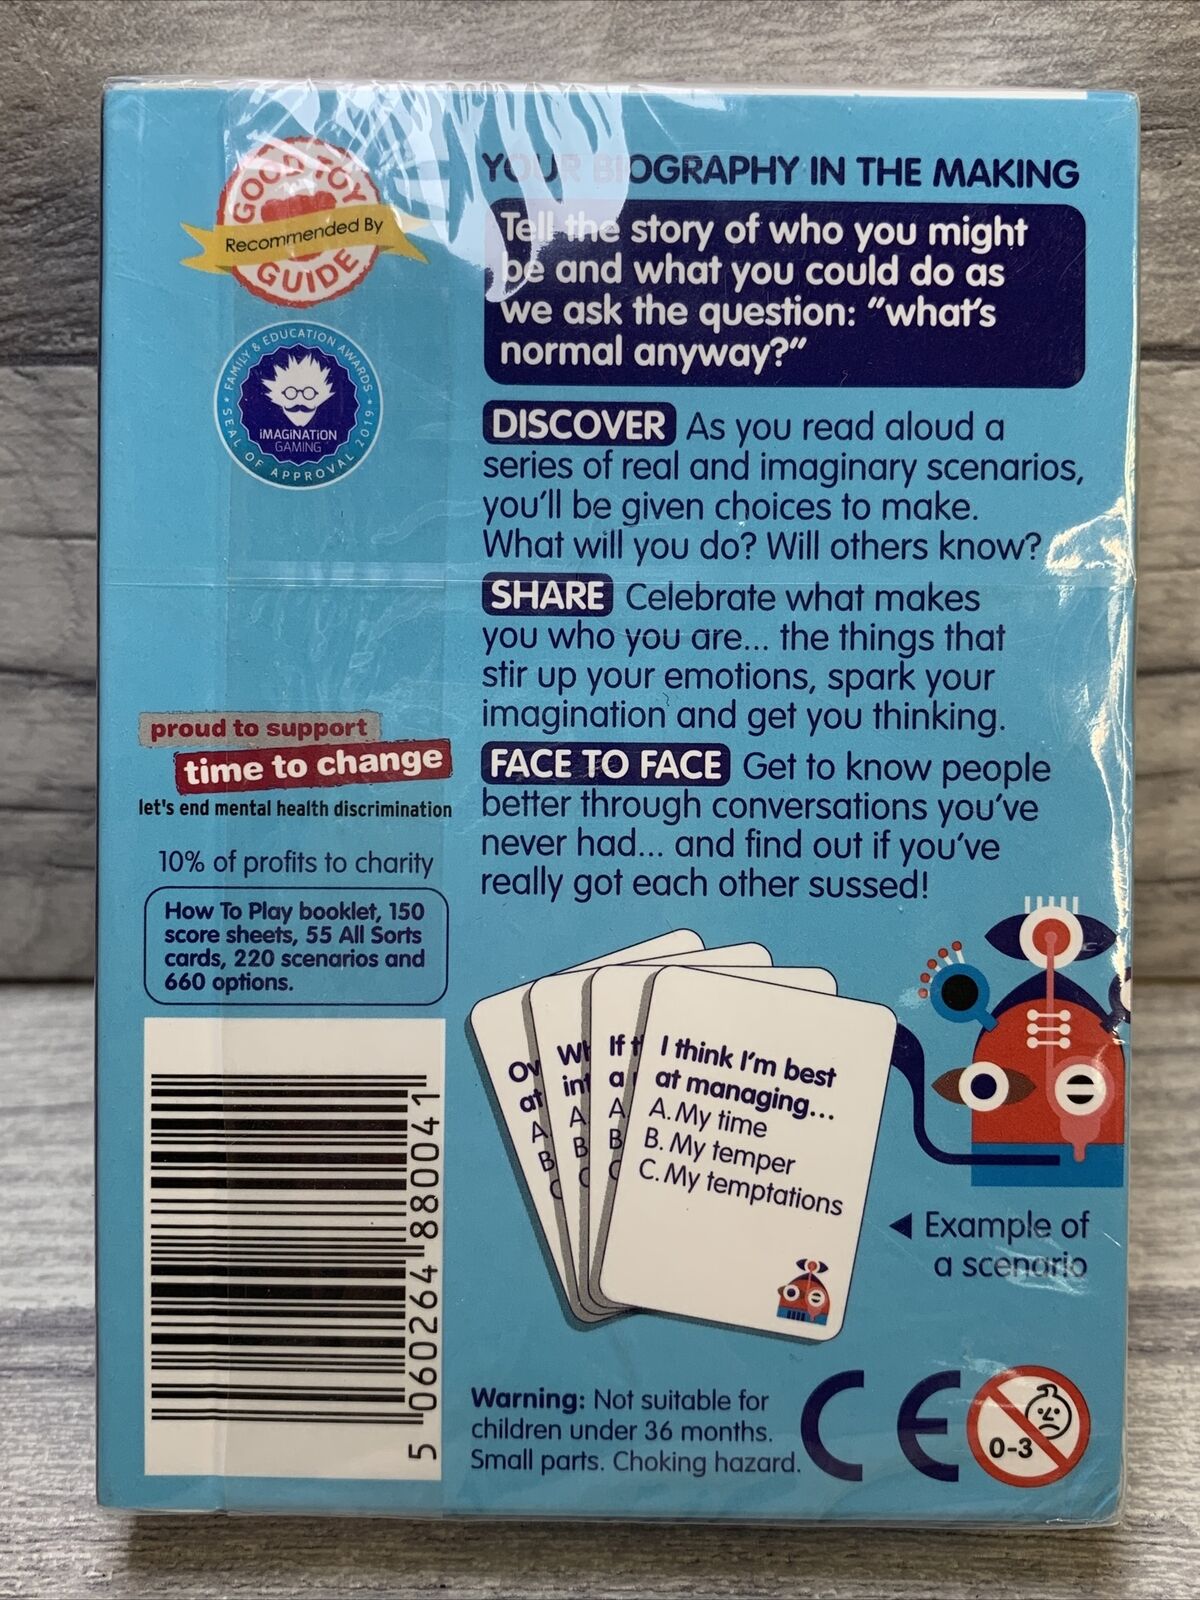 GOOD TOY
Recommended By
GUIDE
FAMILY & EDUCATION AWARDS
iMAGiNATiON
GAMING
SEAL OF APPROVAL 2019
YOUR BIOGRAPHY IN THE MAKING
Tell the story of who you might
be and what you could do as
we ask the question: “what’s
normal anyway?”
DISCOVER As you read aloud a
series of real and imaginary scenarios,
you’ll be given choices to make.
What will you do? Will others know?
SHARE Celebrate what makes
you who you are... the things that
stir up your emotions, spark your
imagination and get you thinking.
FACE TO FACE Get to know people
better through conversations you’ve
never had... and find out if you’ve
really got each other sussed!
proud to support
time to change
let's end mental health discrimination
10% of profits to charity
How To Play booklet, 150
score sheets, 55 All Sorts
cards, 220 scenarios and
660 options.
5 060264 880041
Ov
at
A
B
C
Wh
int
A
B
C
If t
a
A
B
C
I think I’m best
at managing...
A. My time
B. My temper
C. My temptations
Example of
a scenario
Warning: Not suitable for
children under 36 months.
Small parts. Choking hazard.
CE
0-3